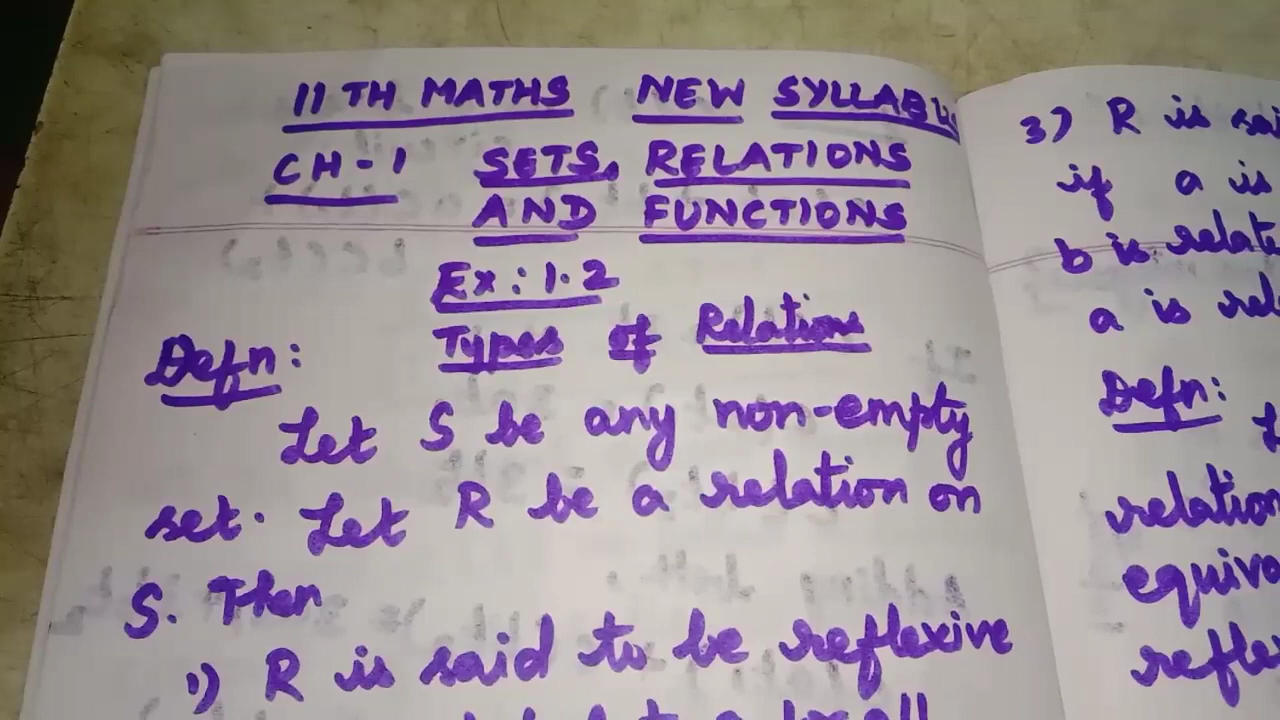 11TH MATHS NEW SYLLABUS
CH-1 SETS, RELATIONS
AND FUNCTIONS
Ex: 1.2
Types of Relations
Defn:
Let S be any non-empty
set. Let R be a relation on
S. Then
1) R is said to be reflexive
3) R is sai
if a is
b is relate
a is rel
Defn:
relation
equiva
reflex